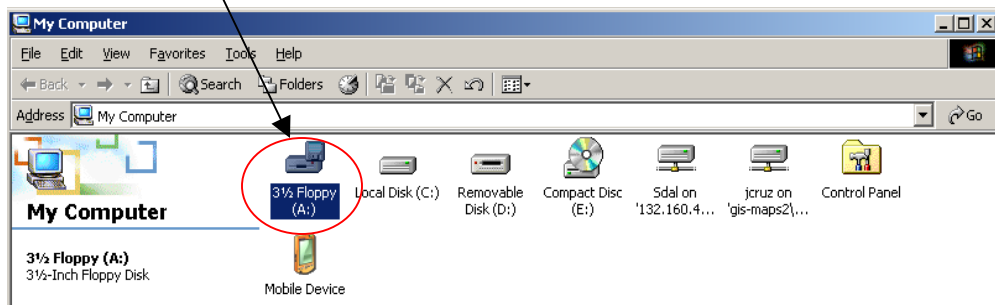 My Computer
File Edit View Favorites Tools Help
Back Search Folders
Address My Computer Go
3½ Floppy (A:)
Local Disk (C:)
Removable Disk (D:)
Compact Disc (E:)
Sdal on '132.160.4...
jcruz on 'gis-maps2\...
Control Panel
My Computer
3½ Floppy (A:)
3½-Inch Floppy Disk
Mobile Device